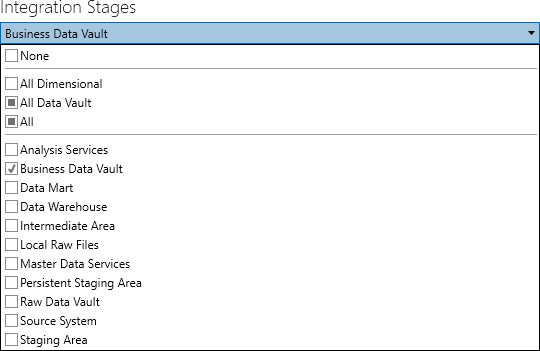 Integration Stages
Business Data Vault
None
All Dimensional
All Data Vault
All
Analysis Services
Business Data Vault
Data Mart
Data Warehouse
Intermediate Area
Local Raw Files
Master Data Services
Persistent Staging Area
Raw Data Vault
Source System
Staging Area